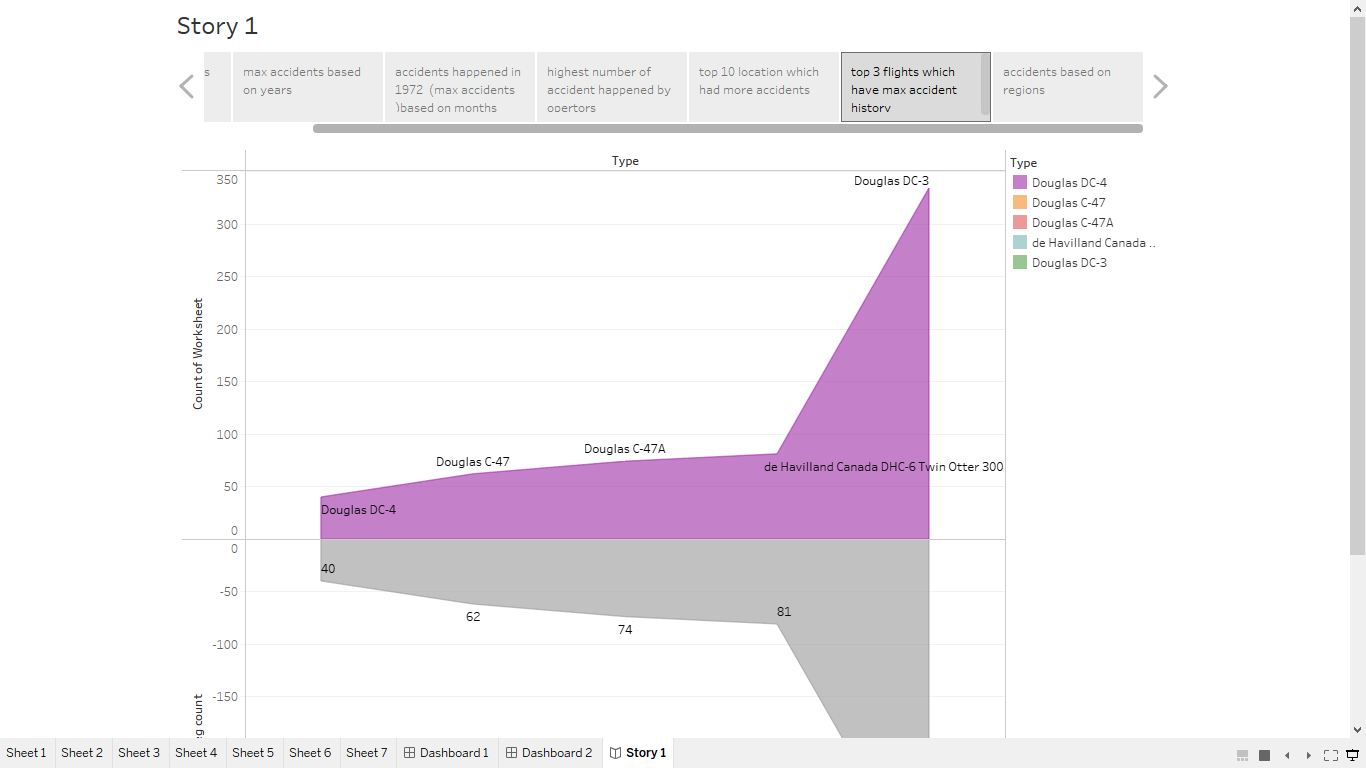 Story 1
s
max accidents based
on years
accidents happened in
1972 (max accidents
)based on months
highest number of
accident happened by
opertors
top 10 location which
had more accidents
top 3 flights which
have max accident
history
accidents based on
regions
Type
350
300
250
200
150
100
50
0
Count of Worksheet
Douglas DC-3
Douglas C-47A
Douglas C-47
de Havilland Canada DHC-6 Twin Otter 300
Douglas DC-4
0
-50
-100
-150
g count
40
62
74
81
Type
Douglas DC-4
Douglas C-47
Douglas C-47A
de Havilland Canada ..
Douglas DC-3
Sheet 1 Sheet 2 Sheet 3 Sheet 4 Sheet 5 Sheet 6 Sheet 7 Dashboard 1 Dashboard 2 Story 1